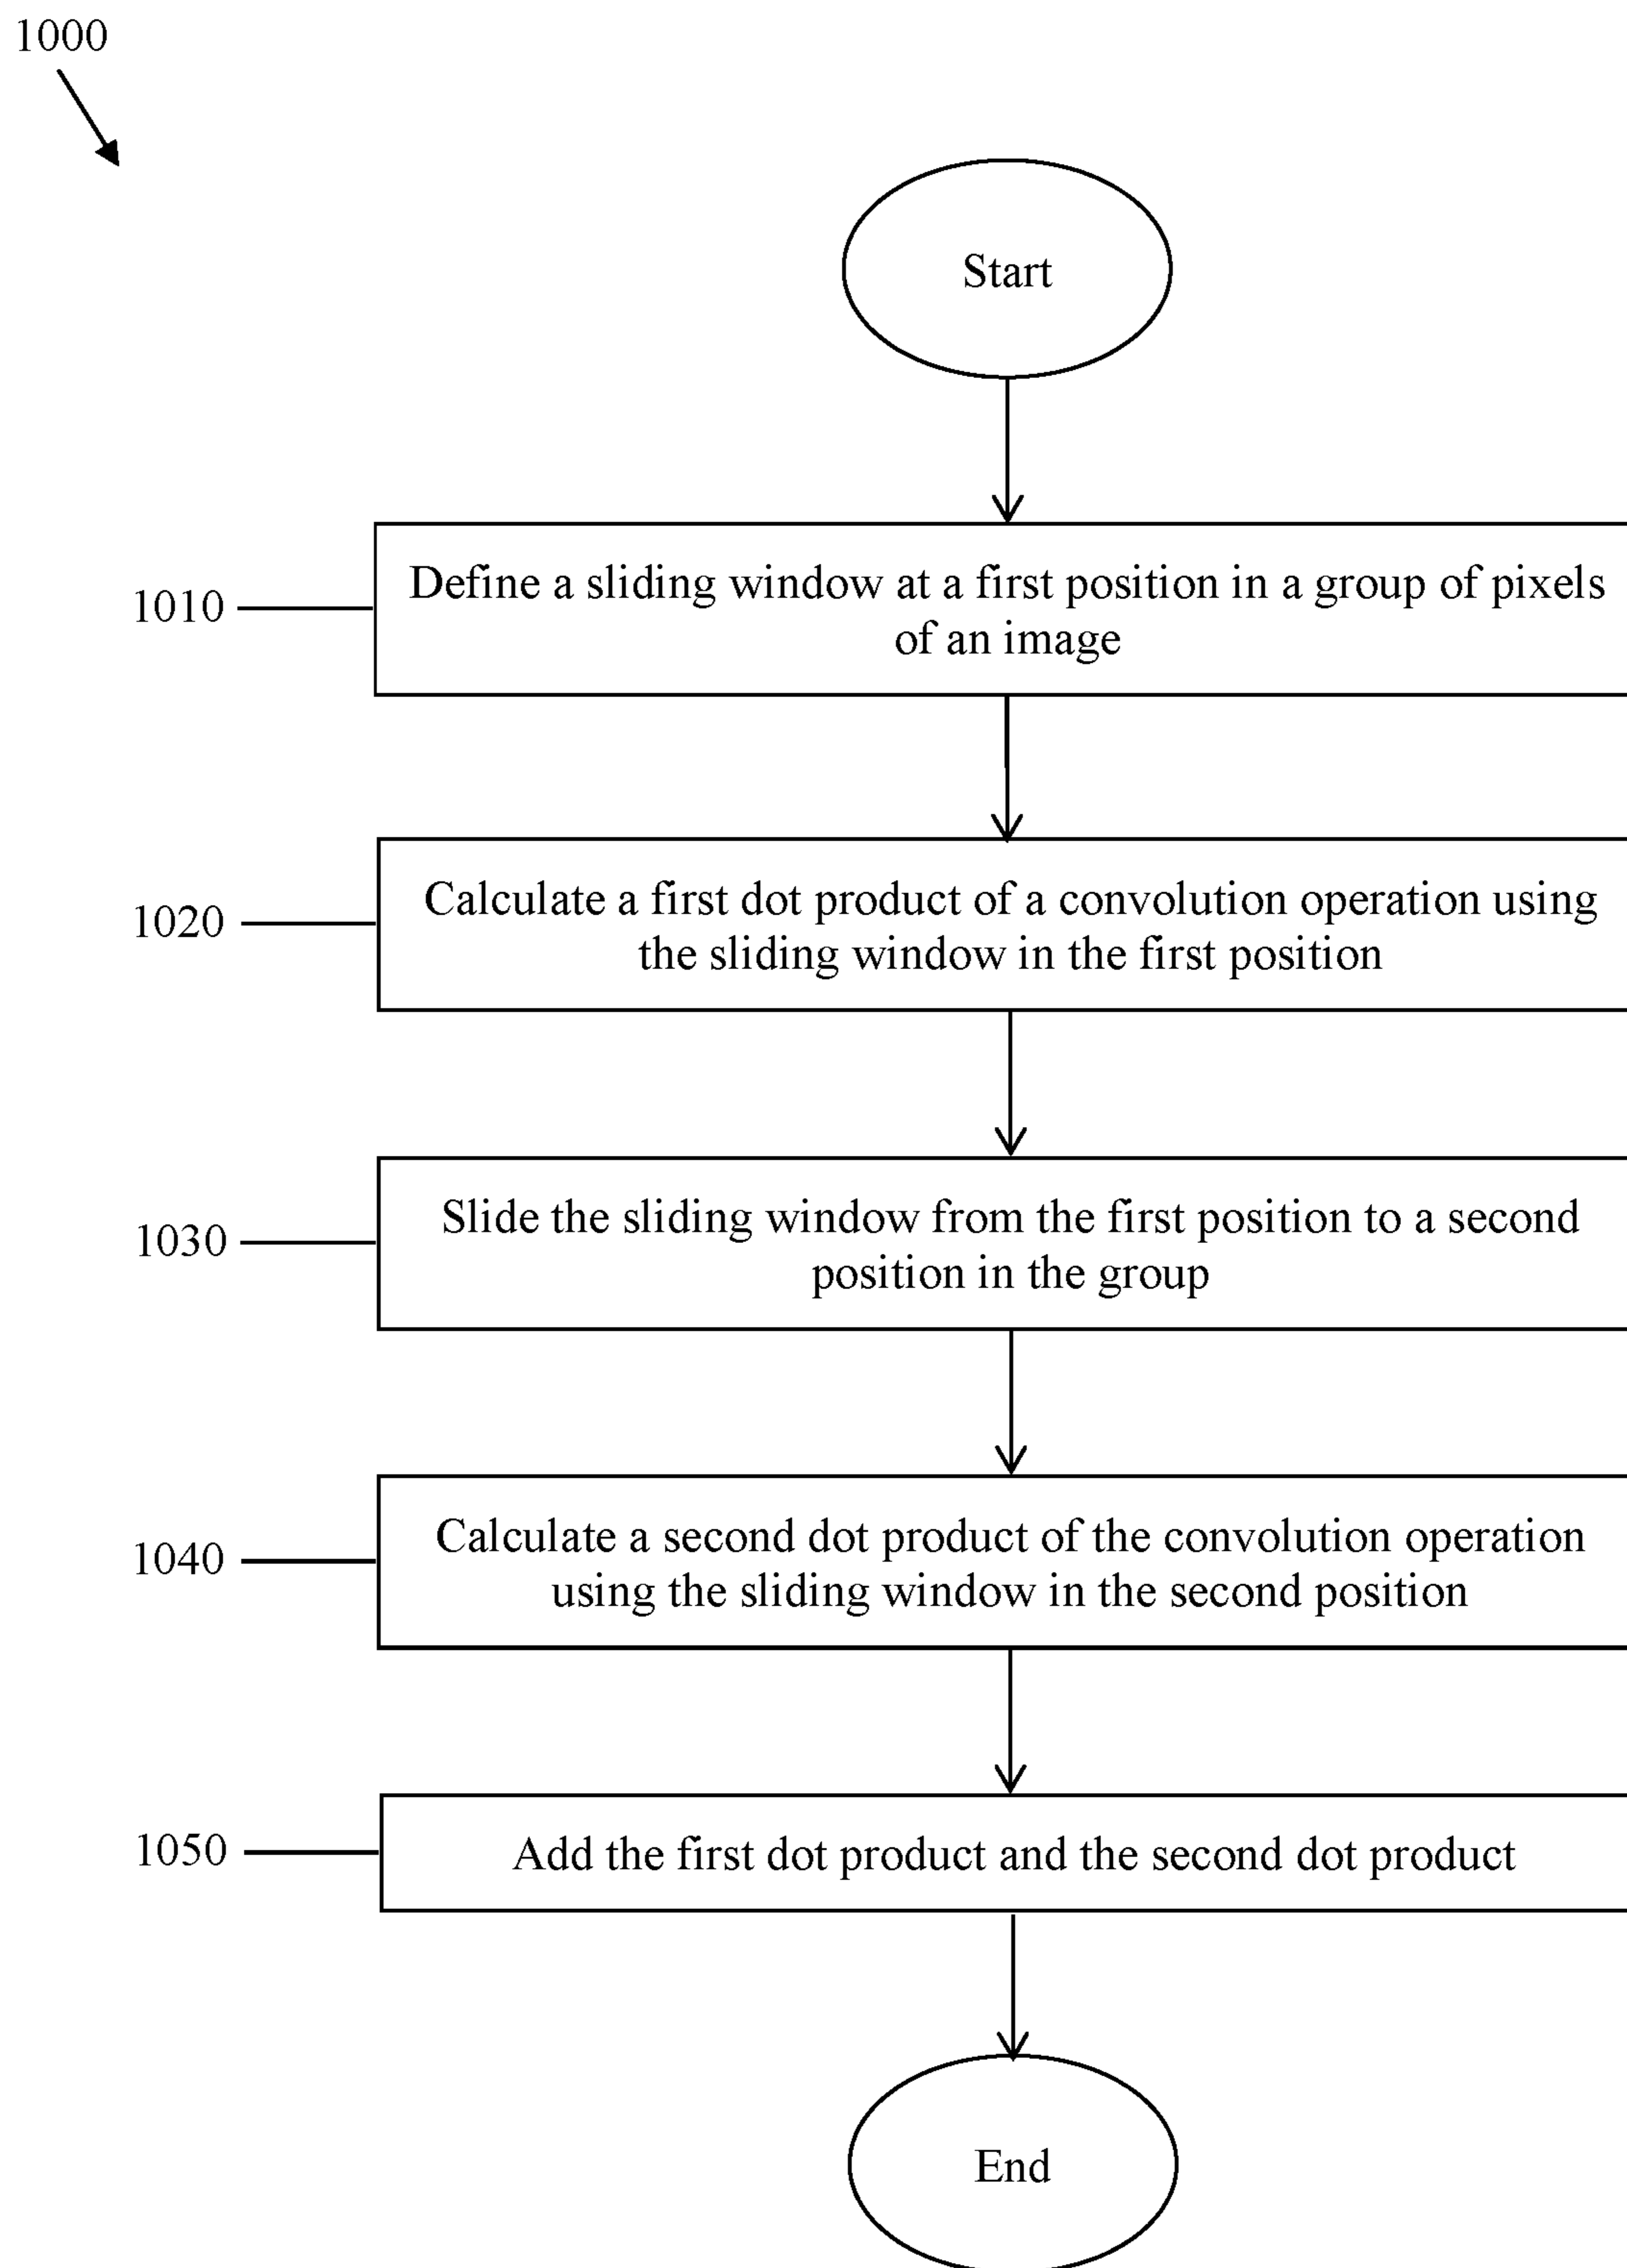 1000
Start
1010
Define a sliding window at a first position in a group of pixels
of an image
1020
Calculate a first dot product of a convolution operation using
the sliding window in the first position
1030
Slide the sliding window from the first position to a second
position in the group
1040
Calculate a second dot product of the convolution operation
using the sliding window in the second position
1050
Add the first dot product and the second dot product
End